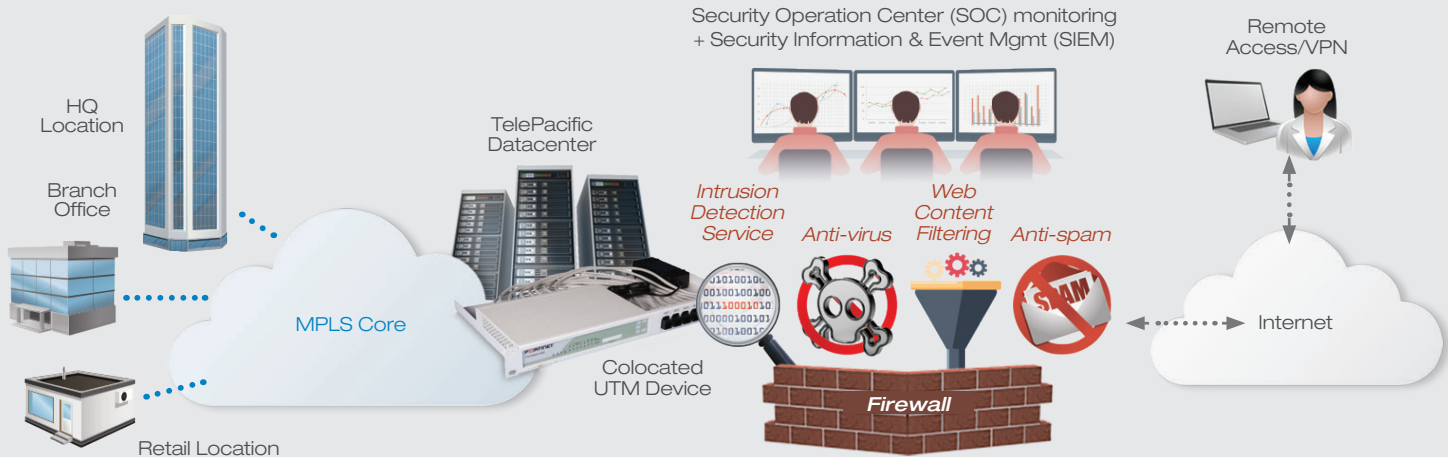 Security Operation Center (SOC) monitoring
+ Security Information & Event Mgmt (SIEM)
Remote
Access/VPN
HQ
Location
TelePacific
Datacenter
Branch
Office
Intrusion
Detection
Service
Anti-virus
Web
Content
Filtering
Anti-spam
MPLS Core
FORTINET
SPAM
Internet
Colocated
UTM Device
Firewall
Retail Location